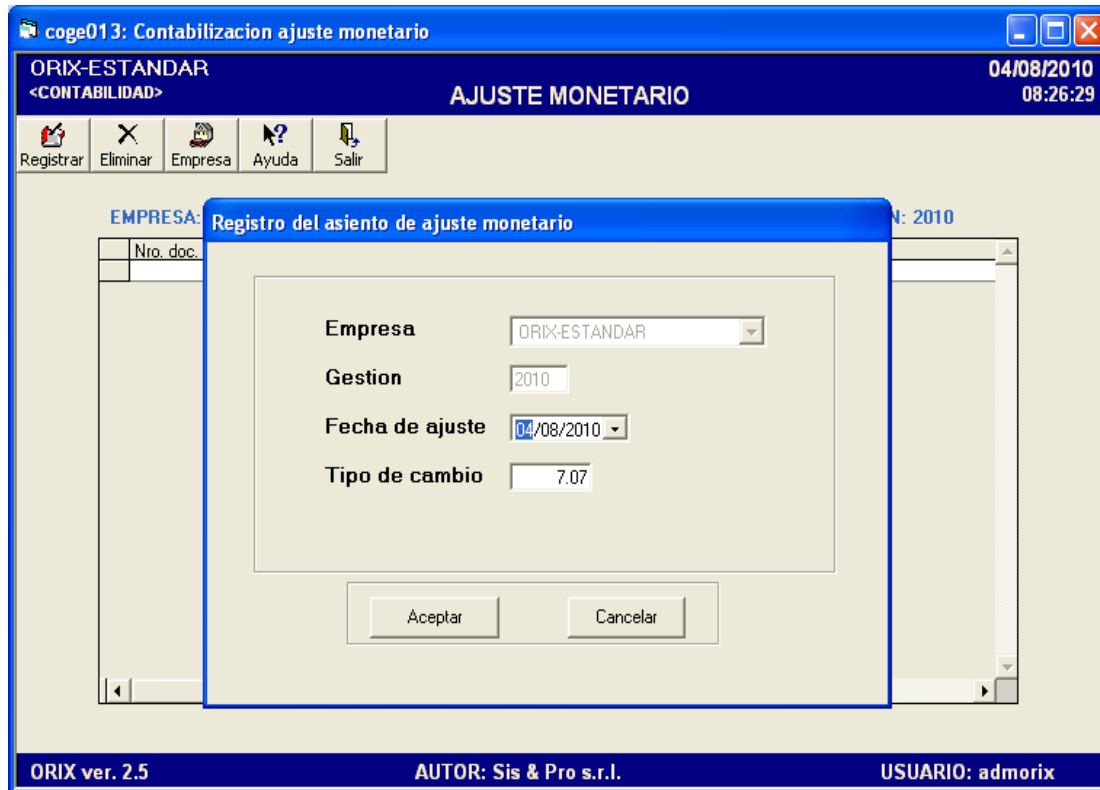 coge013: Contabilizacion ajuste monetario
ORIX-ESTANDAR
04/08/2010
<CONTABILIDAD>
AJUSTE MONETARIO
08:26:29
Registrar Eliminar Empresa Ayuda Salir
EMPRESA:
N: 2010
Registro del asiento de ajuste monetario
Nro. doc.
Empresa ORIX-ESTANDAR
Gestion 2010
Fecha de ajuste 04/08/2010
Tipo de cambio 7.07
Aceptar Cancelar
ORIX ver. 2.5 AUTOR: Sis & Pro s.r.l. USUARIO: admorix